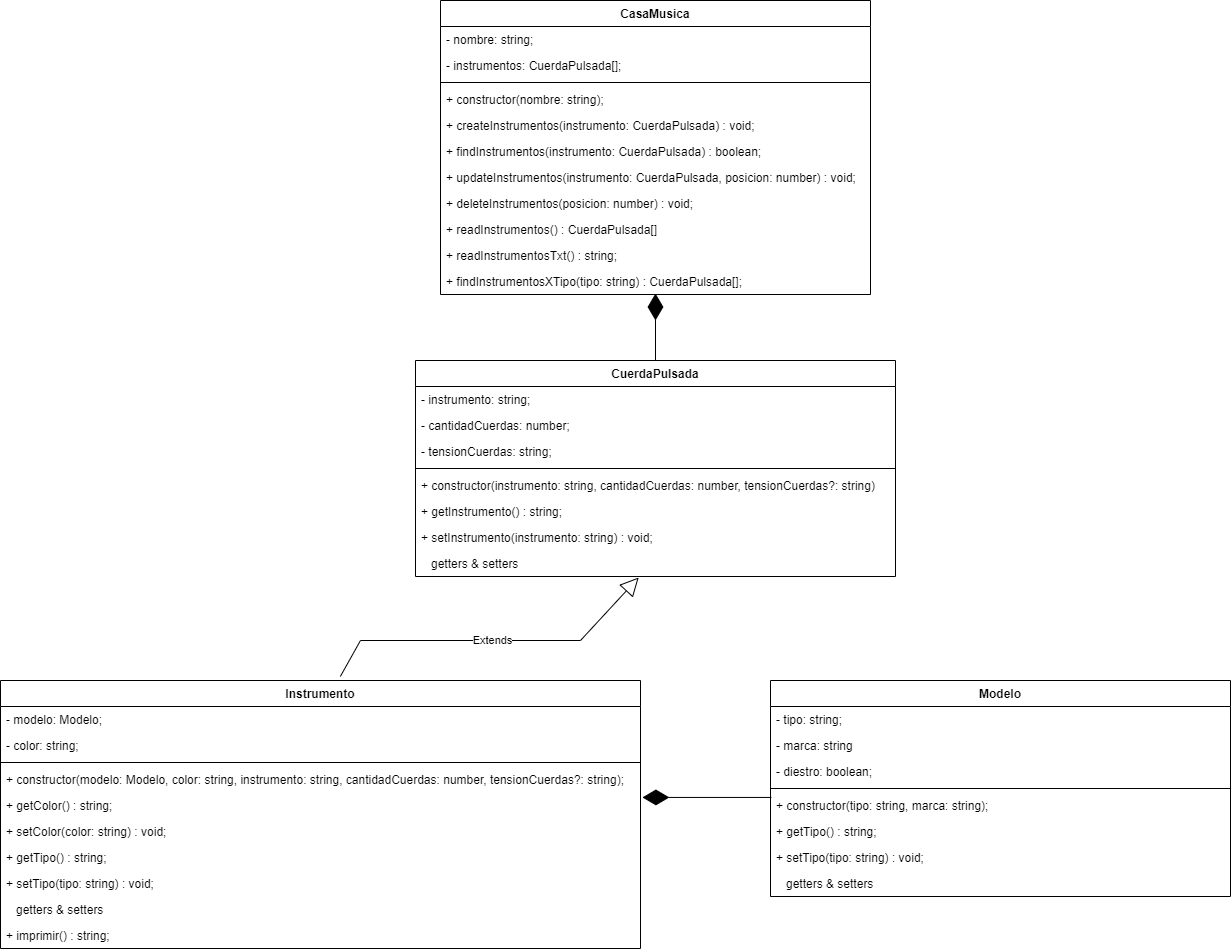 CasaMusica
- nombre: string;
- instrumentos: CuerdaPulsada[];
+ constructor(nombre: string);
+ createInstrumentos(instrumento: CuerdaPulsada) : void;
+ findInstrumentos(instrumento: CuerdaPulsada) : boolean;
+ updateInstrumentos(instrumento: CuerdaPulsada, posicion: number) : void;
+ deleteInstrumentos(posicion: number) : void;
+ readInstrumentos() : CuerdaPulsada[]
+ readInstrumentosTxt() : string;
+ findInstrumentosXTipo(tipo: string) : CuerdaPulsada[];
CuerdaPulsada
- instrumento: string;
- cantidadCuerdas: number;
- tensionCuerdas: string;
+ constructor(instrumento: string, cantidadCuerdas: number, tensionCuerdas?: string)
+ getInstrumento() : string;
+ setInstrumento(instrumento: string) : void;
getters & setters
Extends
Instrumento
- modelo: Modelo;
- color: string;
+ constructor(modelo: Modelo, color: string, instrumento: string, cantidadCuerdas: number, tensionCuerdas?: string);
+ getColor() : string;
+ setColor(color: string) : void;
+ getTipo() : string;
+ setTipo(tipo: string) : void;
getters & setters
+ imprimir() : string;
Modelo
- tipo: string;
- marca: string
- diestro: boolean;
+ constructor(tipo: string, marca: string);
+ getTipo() : string;
+ setTipo(tipo: string) : void;
getters & setters